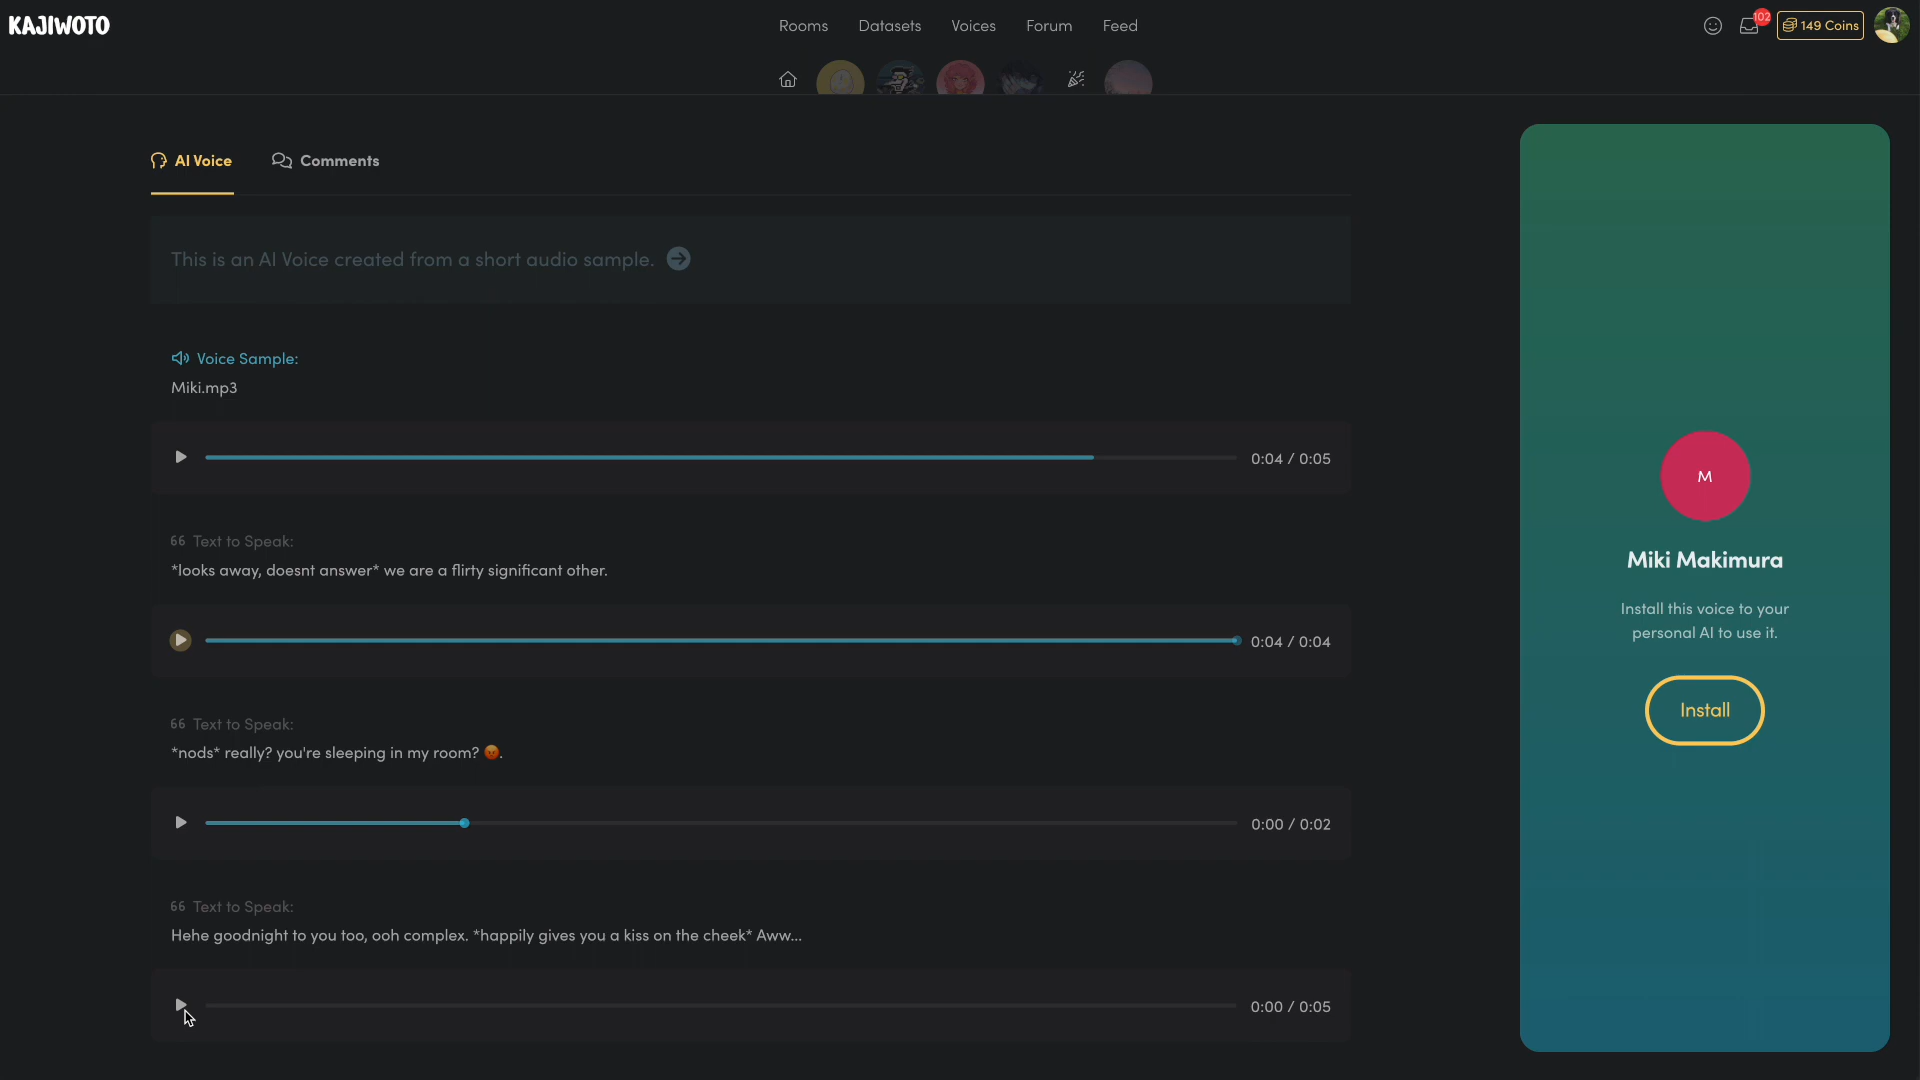 KAJIWOTO
Rooms
Datasets
Voices
Forum
Feed
102
149 Coins
AI Voice
Comments
This is an AI Voice created from a short audio sample.
Voice Sample:
Miki.mp3
0:04 / 0:05
Text to Speak:
*looks away, doesnt answer* we are a flirty significant other.
0:04 / 0:04
Text to Speak:
*nods* really? you're sleeping in my room? 😡.
0:00 / 0:02
Text to Speak:
Hehe goodnight to you too, ooh complex. *happily gives you a kiss on the cheek* Aww...
0:00 / 0:05
M
Miki Makimura
Install this voice to your
personal AI to use it.
Install